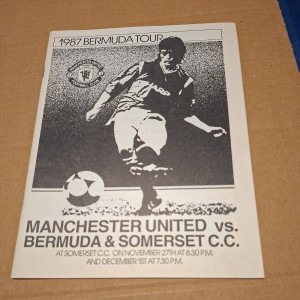 1987 BERMUDA TOUR
MANCHESTER UNITED vs.
BERMUDA & SOMERSET C.C.
AT SOMERSET C.C. ON NOVEMBER 27TH AT 8.30 P.M.
AND DECEMBER 1ST AT 7.30 P.M.